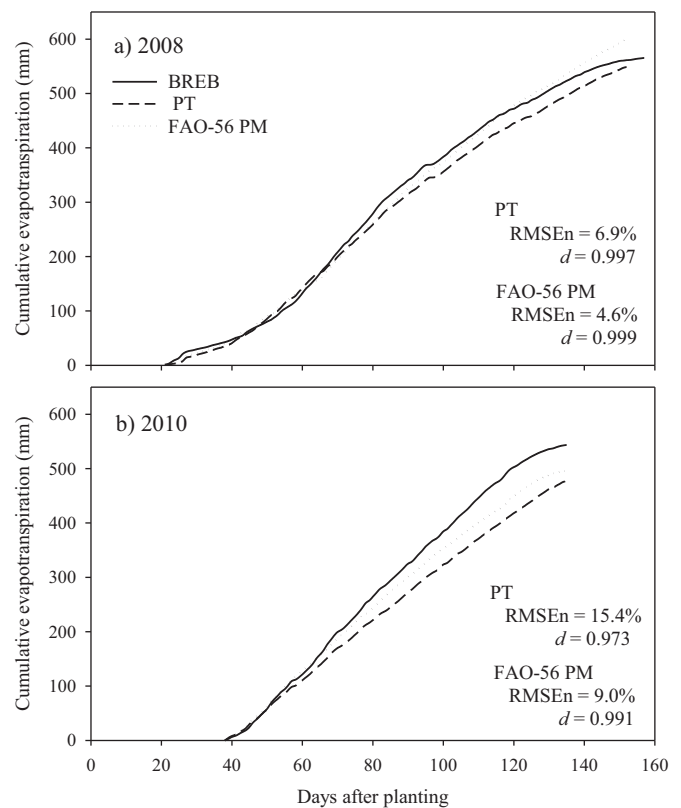 a) 2008
BREB
PT
FAO-56 PM
PT
RMSEn = 6.9%
d = 0.997
FAO-56 PM
RMSEn = 4.6%
d = 0.999
Cumulative evapotranspiration (mm)
600
500
400
300
200
100
0
b) 2010
PT
RMSEn = 15.4%
d = 0.973
FAO-56 PM
RMSEn = 9.0%
d = 0.991
Cumulative evapotranspiration (mm)
600
500
400
300
200
100
0
0 20 40 60 80 100 120 140 160
Days after planting